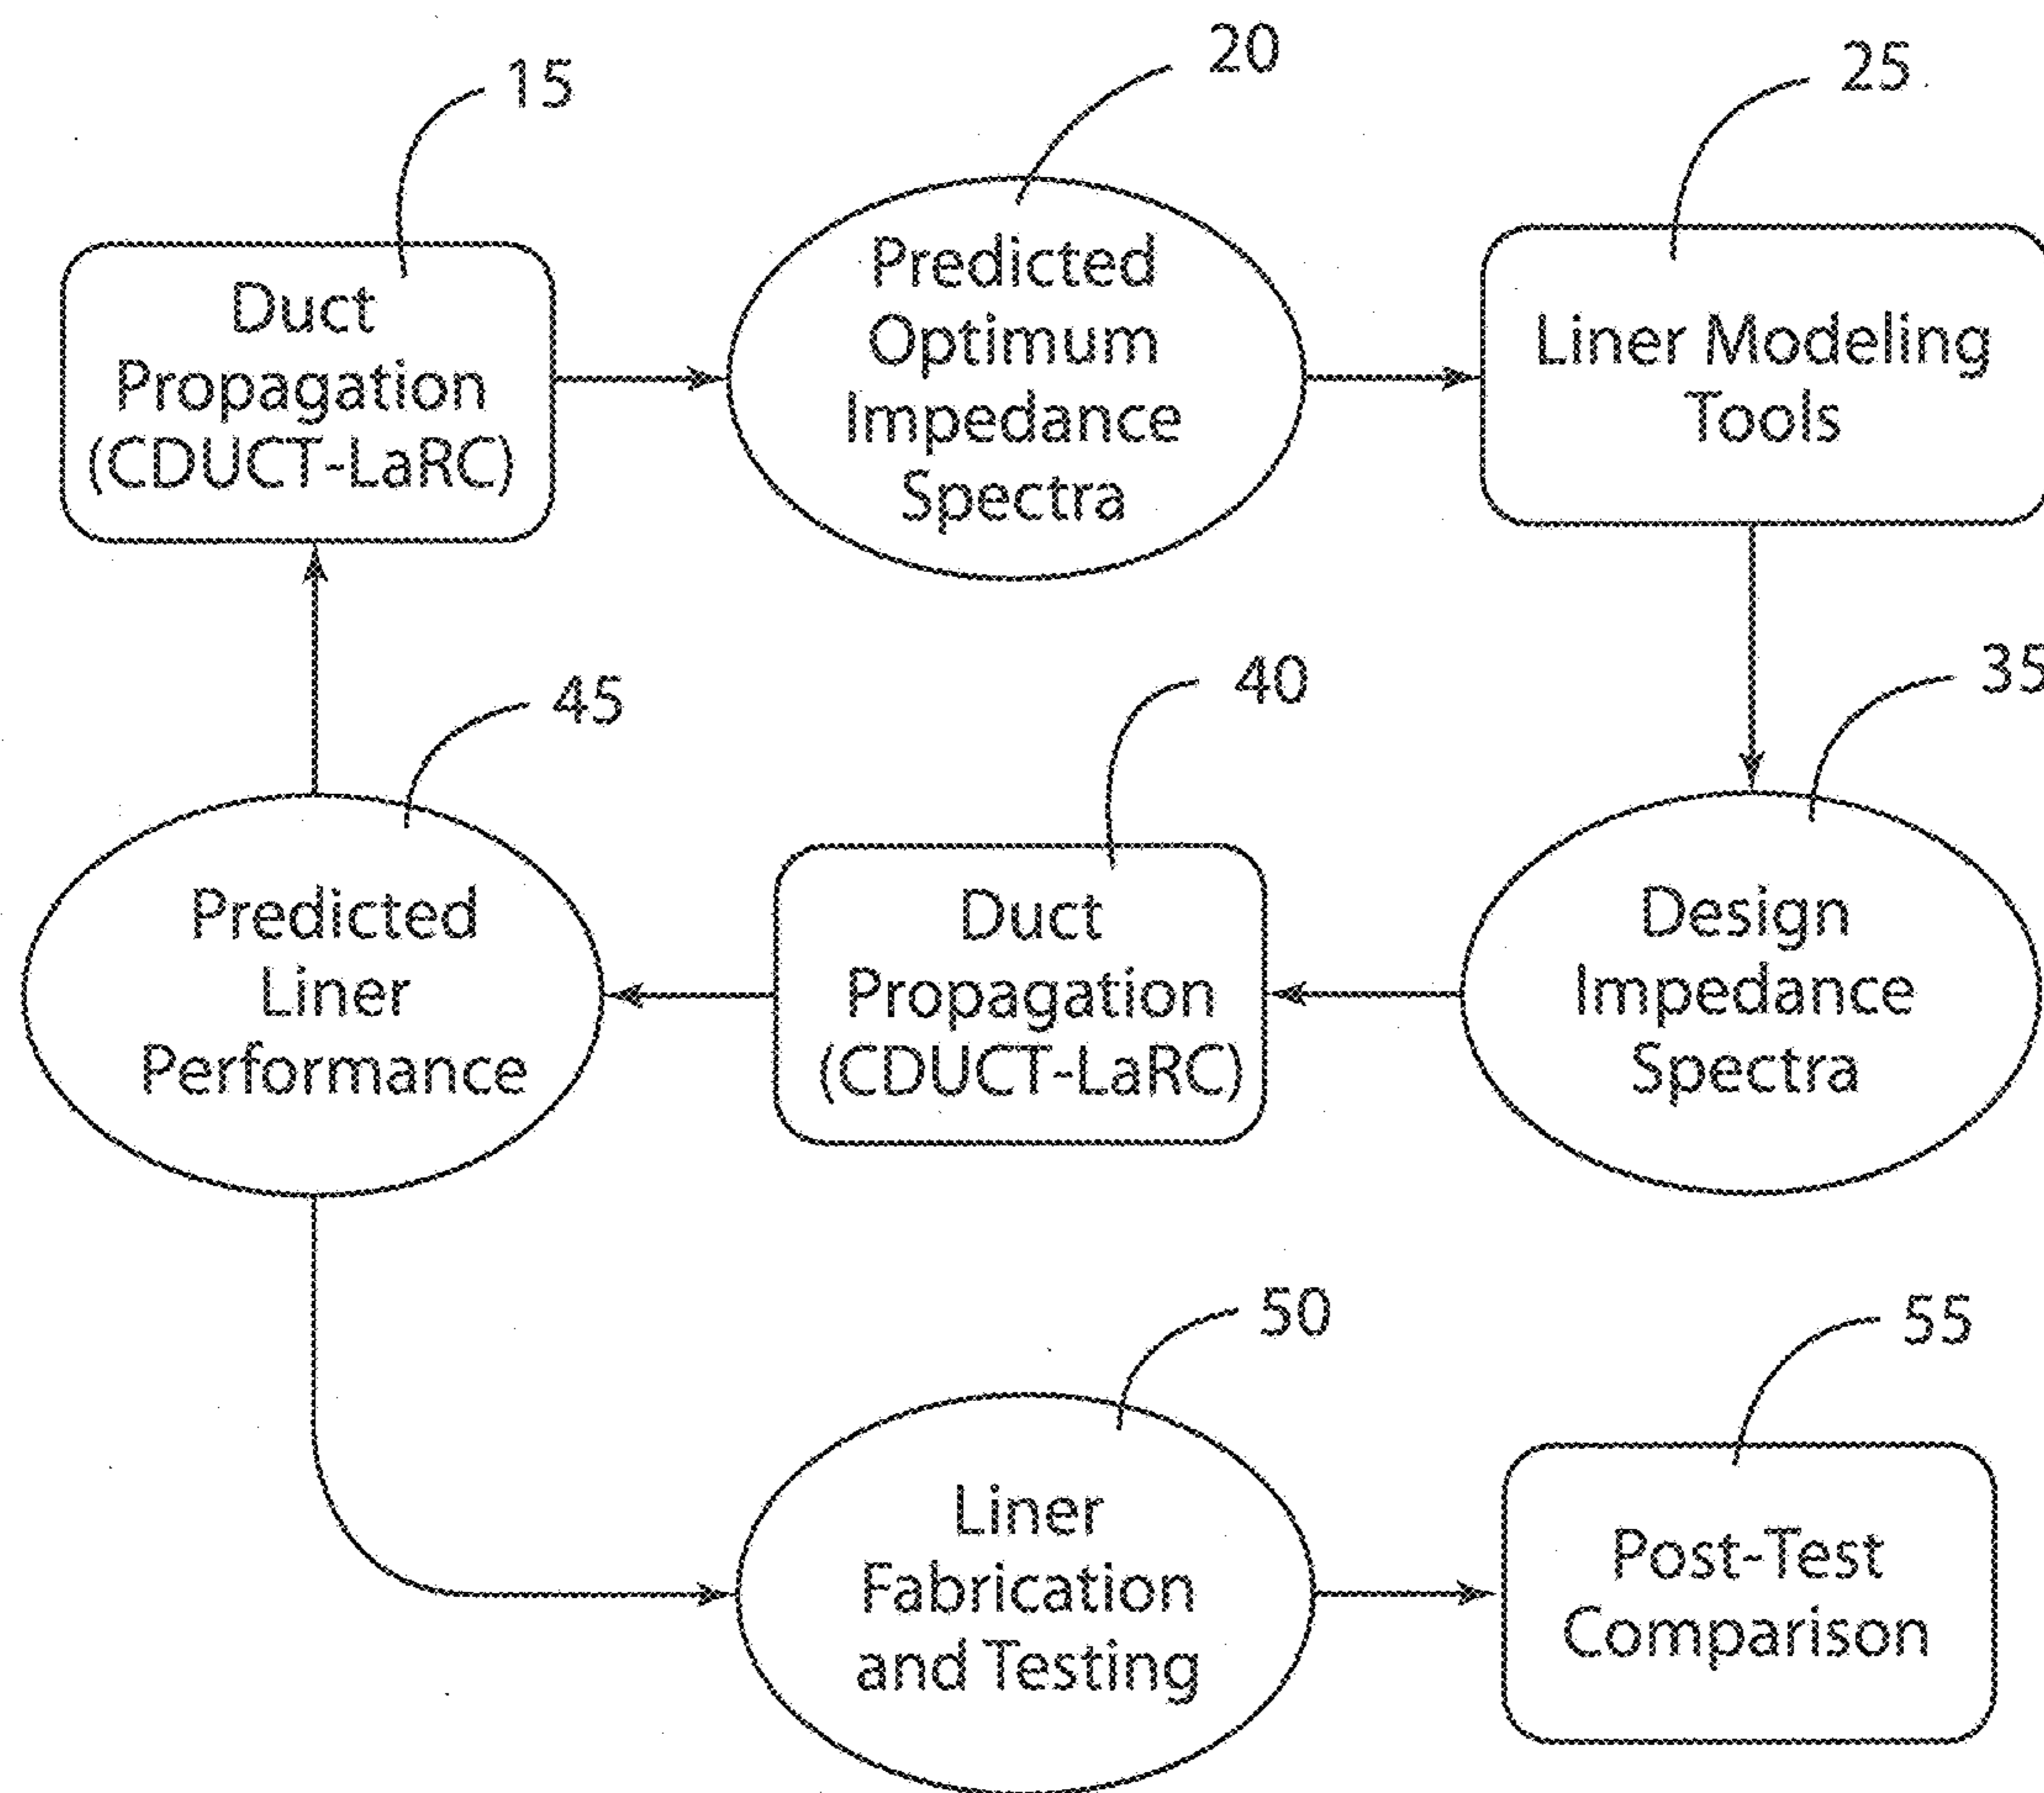 15
20
25
Duct
Propagation
(CDUCT-LaRC)
Predicted
Optimum
Impedance
Spectra
Liner Modeling
Tools
45
40
35
Predicted
Liner
Performance
Duct
Propagation
(CDUCT-LaRC)
Design
Impedance
Spectra
50
55
Liner
Fabrication
and Testing
Post-Test
Comparison